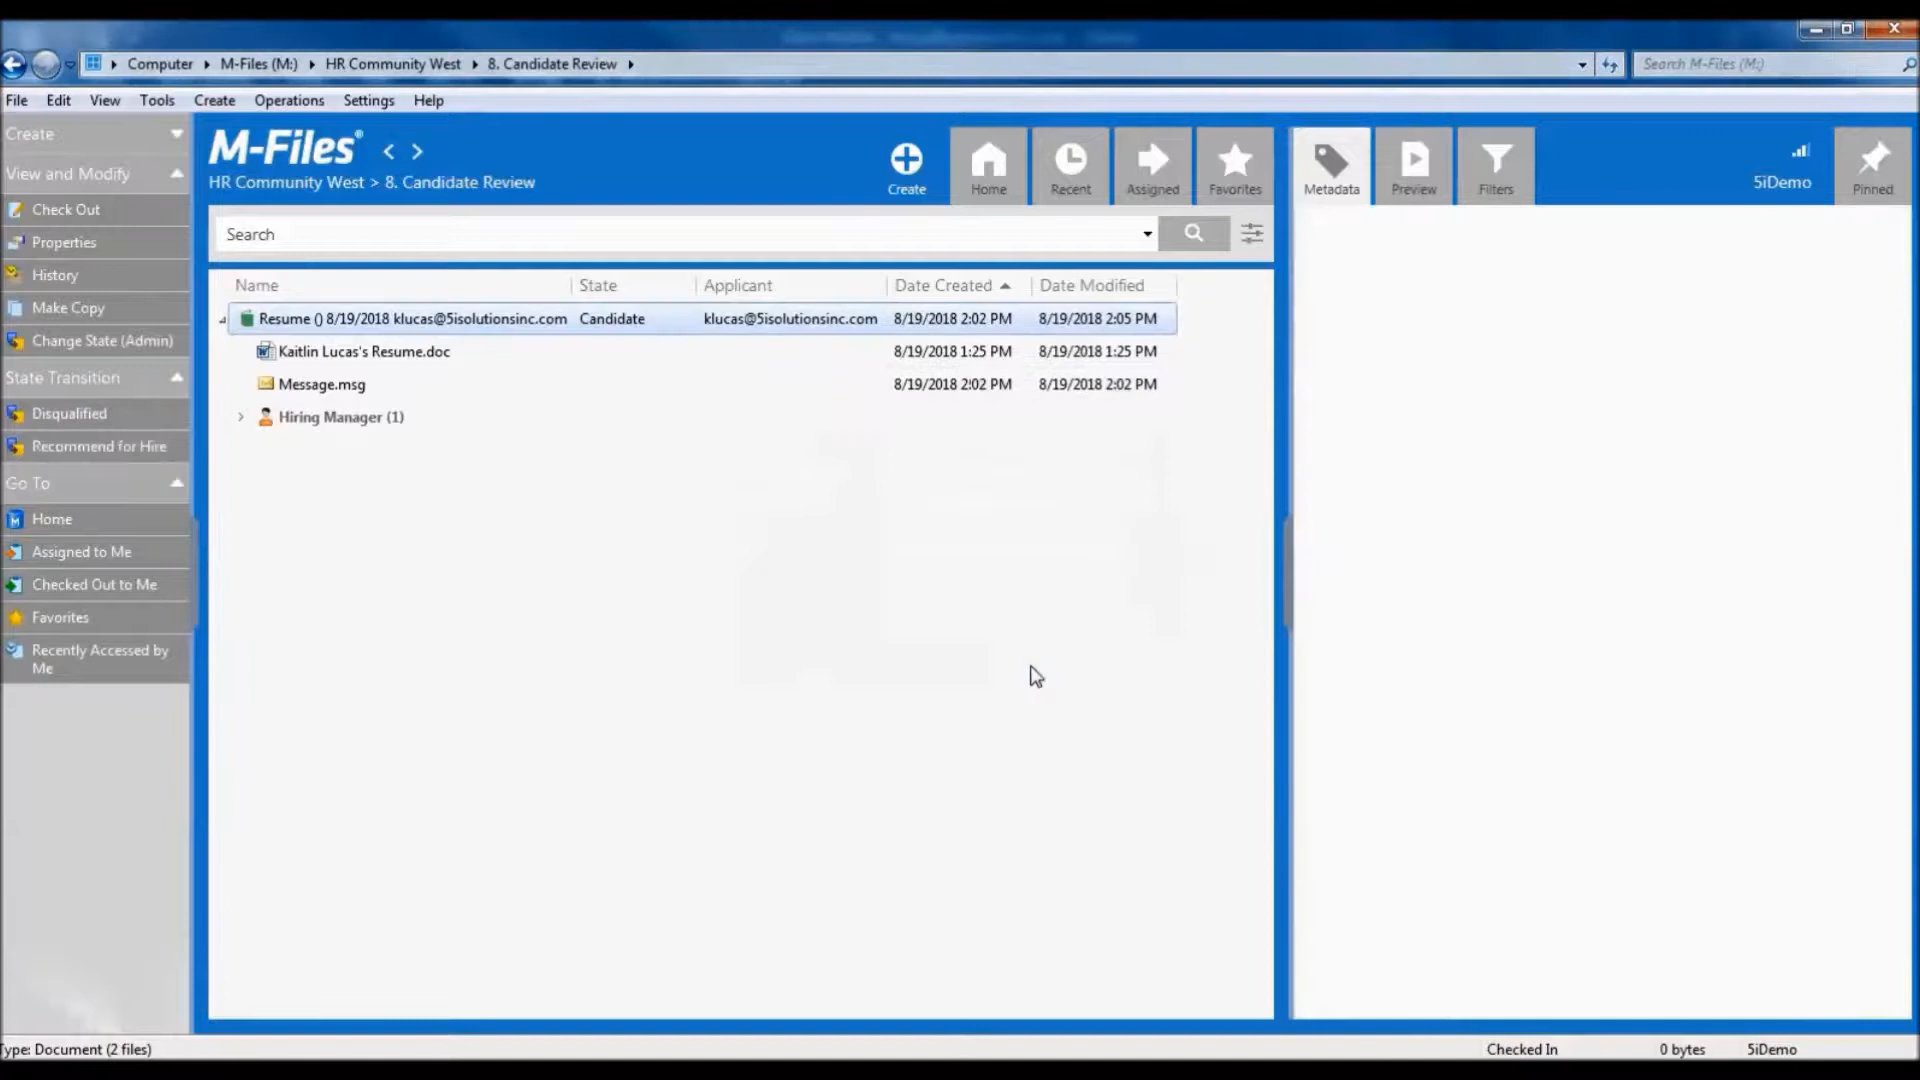 Computer M-Files (M:) HR Community West 8. Candidate Review
Search M-Files (M:)
File Edit View Tools Create Operations Settings Help
Create
View and Modify
Check Out
Properties
History
Make Copy
Change State (Admin)
State Transition
Disqualified
Recommend for Hire
Go To
Home
Assigned to Me
Checked Out to Me
Favorites
Recently Accessed by
Me
M-Files®
HR Community West > 8. Candidate Review
Create Home Recent Assigned Favorites
Metadata Preview Filters
5iDemo
Pinned
Search
Name State Applicant Date Created Date Modified
Resume () 8/19/2018 klucas@5isolutionsinc.com Candidate klucas@5isolutionsinc.com 8/19/2018 2:02 PM 8/19/2018 2:05 PM
Kaitlin Lucas's Resume.doc 8/19/2018 1:25 PM 8/19/2018 1:25 PM
Message.msg 8/19/2018 2:02 PM 8/19/2018 2:02 PM
Hiring Manager (1)
Type: Document (2 files)
Checked In 0 bytes 5iDemo